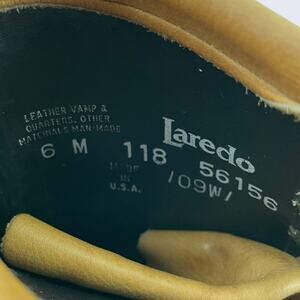 LEATHER VAMP &
QUARTERS, OTHER
MATERIALS MAN-MADE
Laredo
6 M 118 56156
MADE
IN
U.S.A.
/09W/